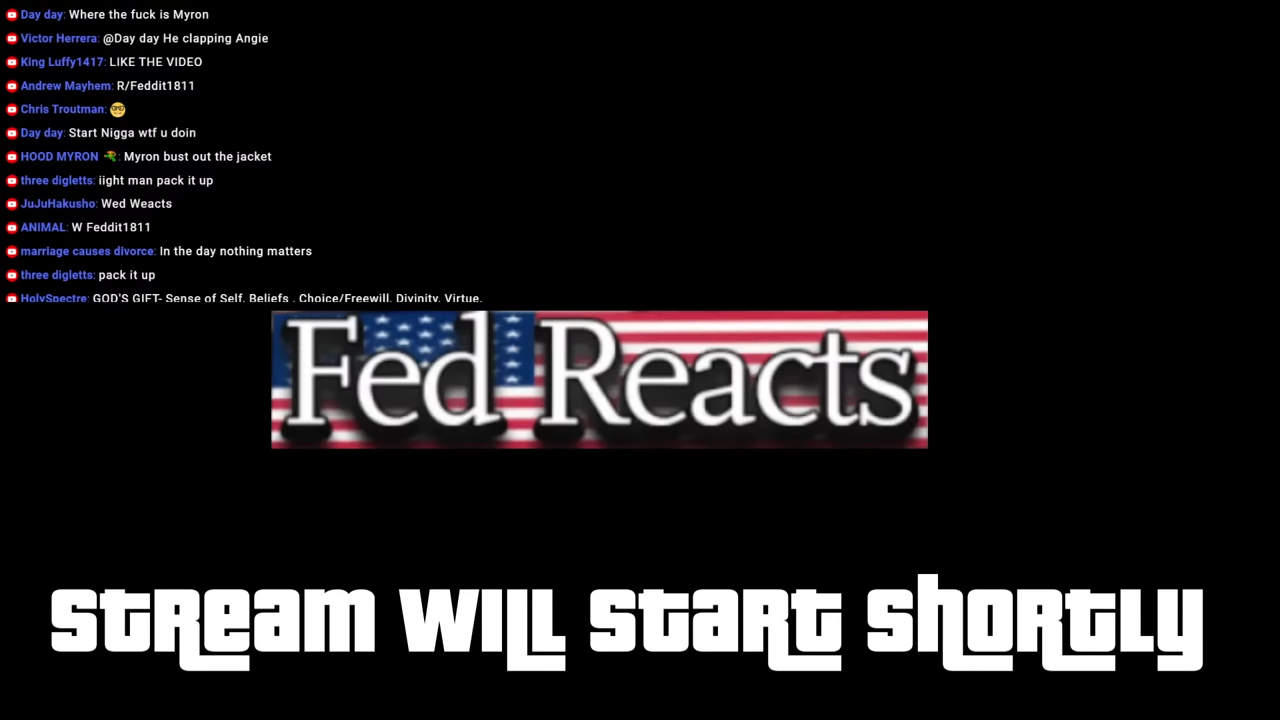 Day day: Where the fuck is Myron
Victor Herrera: @Day day He clapping Angie
King Luffy1417: LIKE THE VIDEO
Andrew Mayhem: R/Feddit1811
Chris Troutman: 🤓
Day day: Start Nigga wtf u doin
HOOD MYRON : Myron bust out the jacket
three digletts: iight man pack it up
JuJuHakusho: Wed Weacts
ANIMAL: W Feddit1811
marriage causes divorce: In the day nothing matters
three digletts: pack it up
HolySpectre: GOD'S GIFT- Sense of Self, Beliefs , Choice/Freewill, Divinity, Virtue,
Fed Reacts
Stream Will Start Shortly